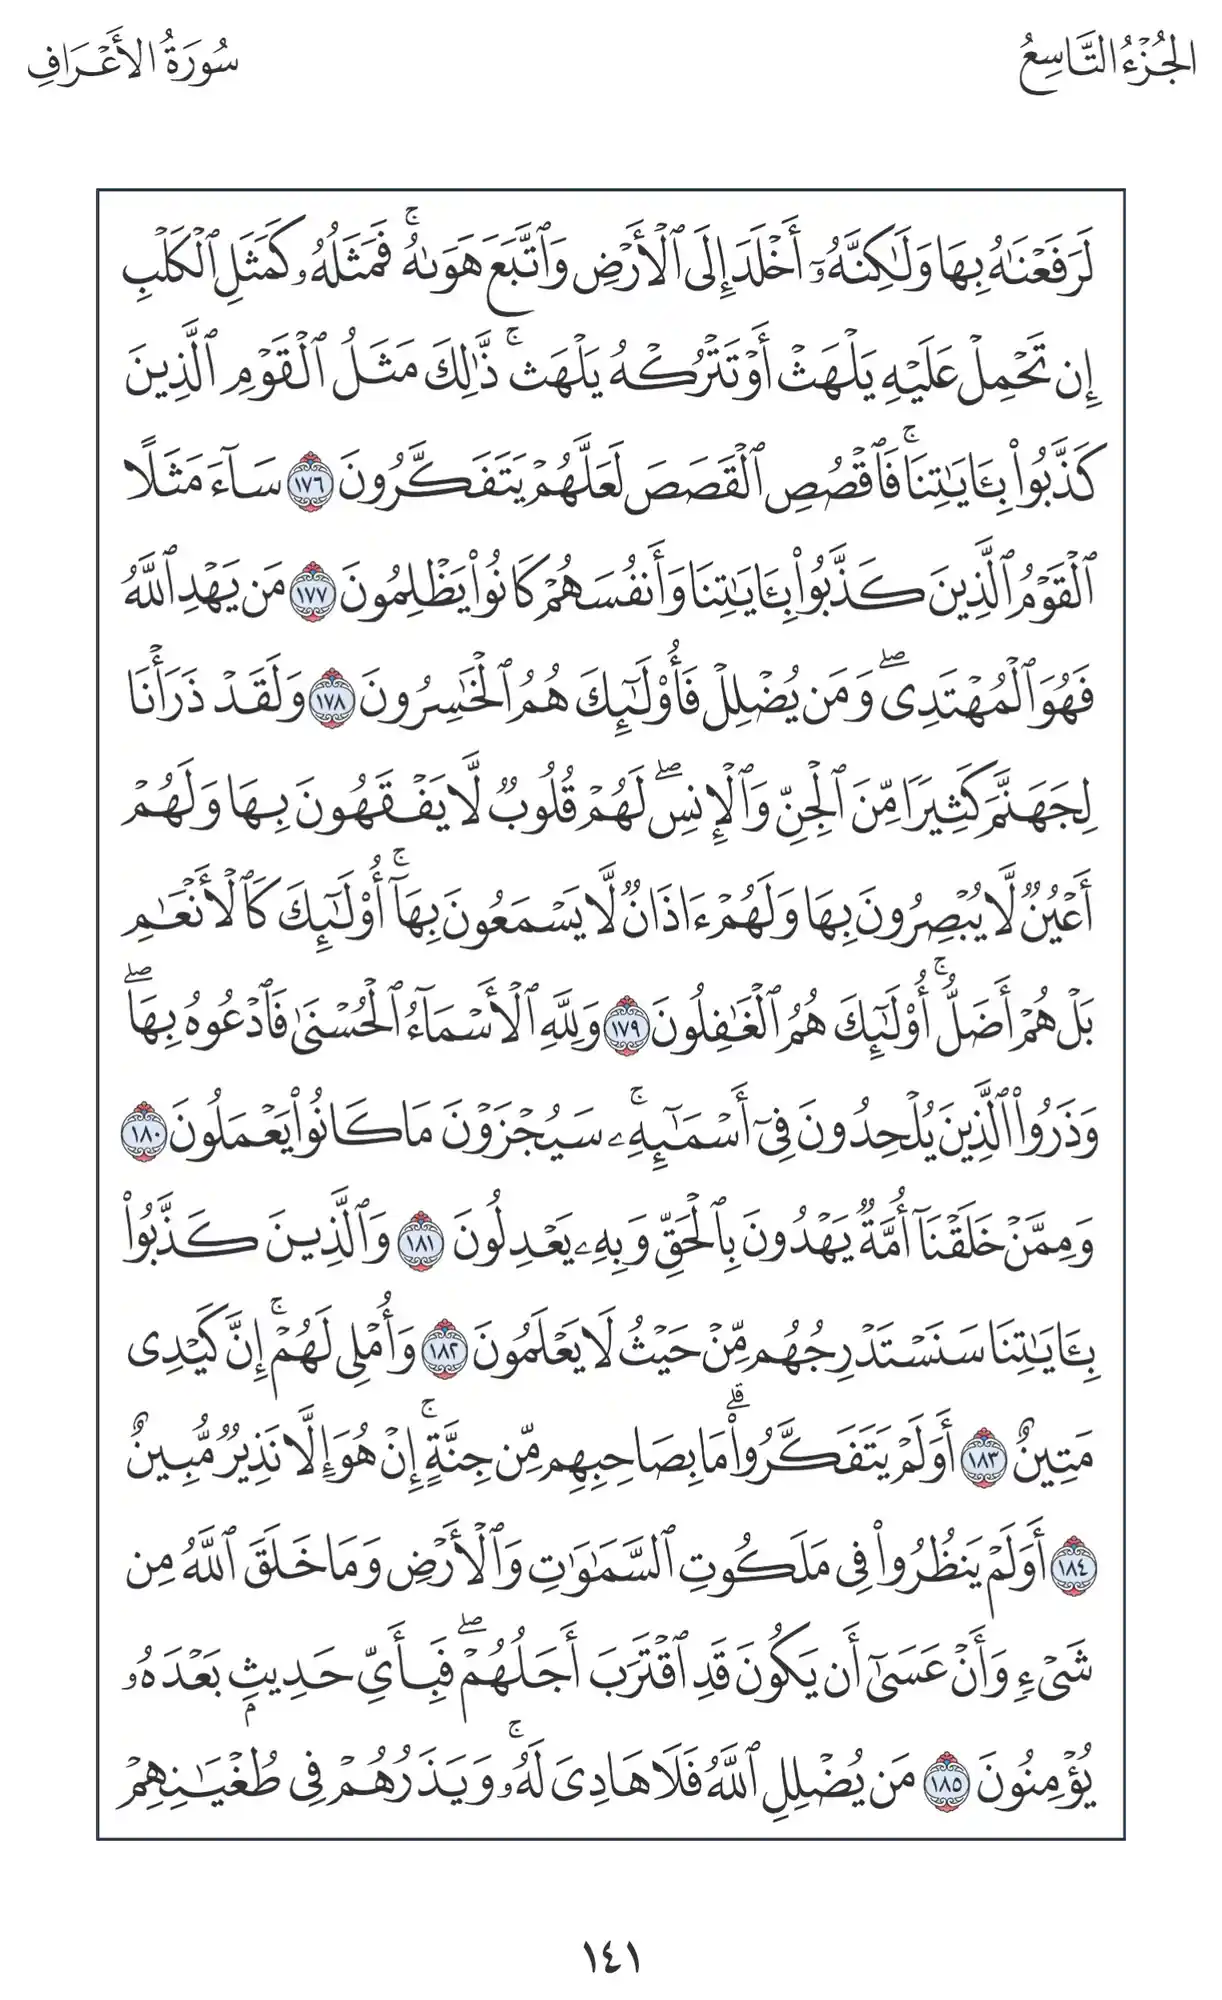 الجُزْءُ التَّاسِعُ
سُورَةُ الأَعْرَافِ
لَرَفَعْنَٰهُ بِهَا وَلَٰكِنَّهُۥٓ أَخْلَدَ إِلَى ٱلْأَرْضِ وَٱتَّبَعَ هَوَىٰهُۚ فَمَثَلُهُۥ كَمَثَلِ ٱلْكَلْبِ
إِن تَحْمِلْ عَلَيْهِ يَلْهَثْ أَوْ تَتْرُكْهُ يَلْهَثۚ ذَّٰلِكَ مَثَلُ ٱلْقَوْمِ ٱلَّذِينَ
كَذَّبُوا۟ بِـَٔايَٰتِنَاۚ فَٱقْصُصِ ٱلْقَصَصَ لَعَلَّهُمْ يَتَفَكَّرُونَ ١٧٦ سَآءَ مَثَلًا
ٱلْقَوْمُ ٱلَّذِينَ كَذَّبُوا۟ بِـَٔايَٰتِنَا وَأَنفُسَهُمْ كَانُوا۟ يَظْلِمُونَ ١٧٧ مَن يَهْدِ ٱللَّهُ
فَهُوَ ٱلْمُهْتَدِىۖ وَمَن يُضْلِلْ فَأُو۟لَٰٓئِكَ هُمُ ٱلْخَٰسِرُونَ ١٧٨ وَلَقَدْ ذَرَأْنَا
لِجَهَنَّمَ كَثِيرًا مِّنَ ٱلْجِنِّ وَٱلْإِنسِۖ لَهُمْ قُلُوبٌ لَّا يَفْقَهُونَ بِهَا وَلَهُمْ
أَعْيُنٌ لَّا يُبْصِرُونَ بِهَا وَلَهُمْ ءَاذَانٌ لَّا يَسْمَعُونَ بِهَآۚ أُو۟لَٰٓئِكَ كَٱلْأَنْعَٰمِ
بَلْ هُمْ أَضَلُّۚ أُو۟لَٰٓئِكَ هُمُ ٱلْغَٰفِلُونَ ١٧٩ وَلِلَّهِ ٱلْأَسْمَآءُ ٱلْحُسْنَىٰ فَٱدْعُوهُ بِهَاۖ
وَذَرُوا۟ ٱلَّذِينَ يُلْحِدُونَ فِىٓ أَسْمَٰٓئِهِۦۚ سَيُجْزَوْنَ مَا كَانُوا۟ يَعْمَلُونَ ١٨٠
وَمِمَّنْ خَلَقْنَآ أُمَّةٌ يَهْدُونَ بِٱلْحَقِّ وَبِهِۦ يَعْدِلُونَ ١٨١ وَٱلَّذِينَ كَذَّبُوا۟
بِـَٔايَٰتِنَا سَنَسْتَدْرِجُهُم مِّنْ حَيْثُ لَا يَعْلَمُونَ ١٨٢ وَأُمْلِى لَهُمْۚ إِنَّ كَيْدِى
مَتِينٌ ١٨٣ أَوَلَمْ يَتَفَكَّرُوا۟ۗ مَا بِصَاحِبِهِم مِّن جِنَّةٍۚ إِنْ هُوَ إِلَّا نَذِيرٌ مُّبِينٌ
١٨٤ أَوَلَمْ يَنظُرُوا۟ فِى مَلَكُوتِ ٱلسَّمَٰوَٰتِ وَٱلْأَرْضِ وَمَا خَلَقَ ٱللَّهُ مِن
شَىْءٍ وَأَنْ عَسَىٰٓ أَن يَكُونَ قَدِ ٱقْتَرَبَ أَجَلُهُمْۖ فَبِأَىِّ حَدِيثٍۭ بَعْدَهُۥ
يُؤْمِنُونَ ١٨٥ مَن يُضْلِلِ ٱللَّهُ فَلَا هَادِىَ لَهُۥۚ وَيَذَرُهُمْ فِى طُغْيَٰنِهِمْ
١٤١